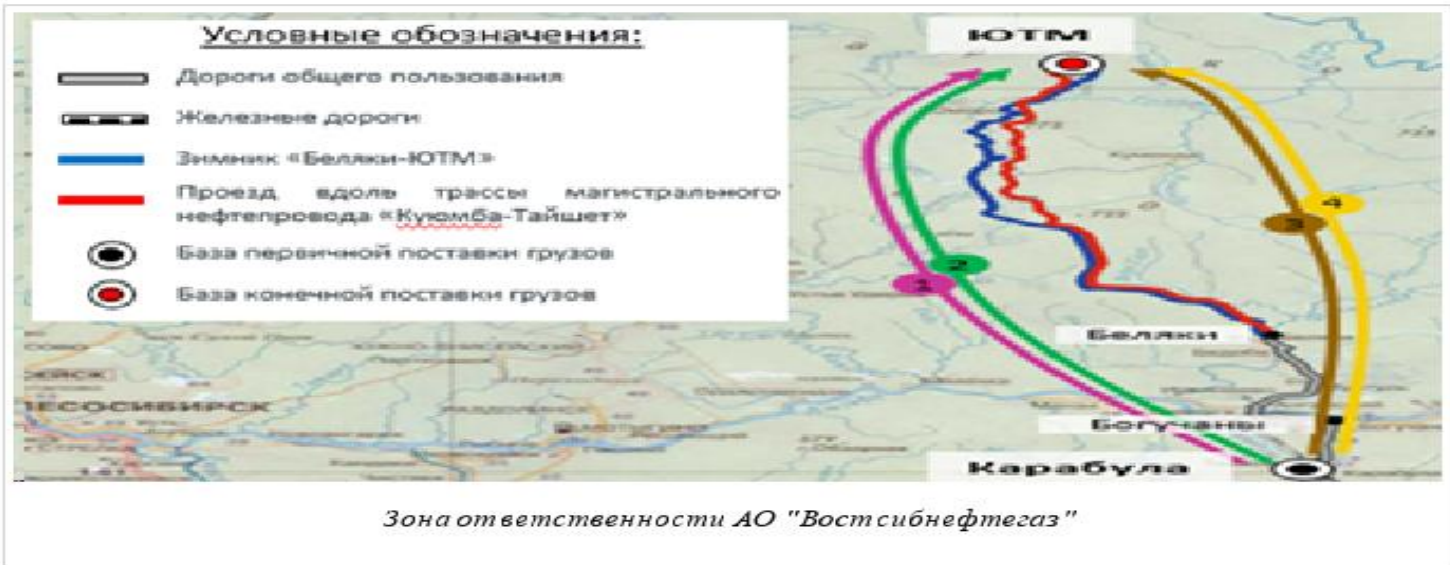 Условные обозначения:
Дороги общего пользования
Железные дороги
Зимник «Беляки-ЮТМ»
Проезд вдоль трассы магистрального
нефтепровода «Куюмба-Тайшет»
База первичной поставки грузов
База конечной поставки грузов
ЮТМ
4
3
2
1
Беляки
Богучаны
Карабула
ЛЕСОСИБИРСК
Зона ответственности АО "Востсибнефтегаз"